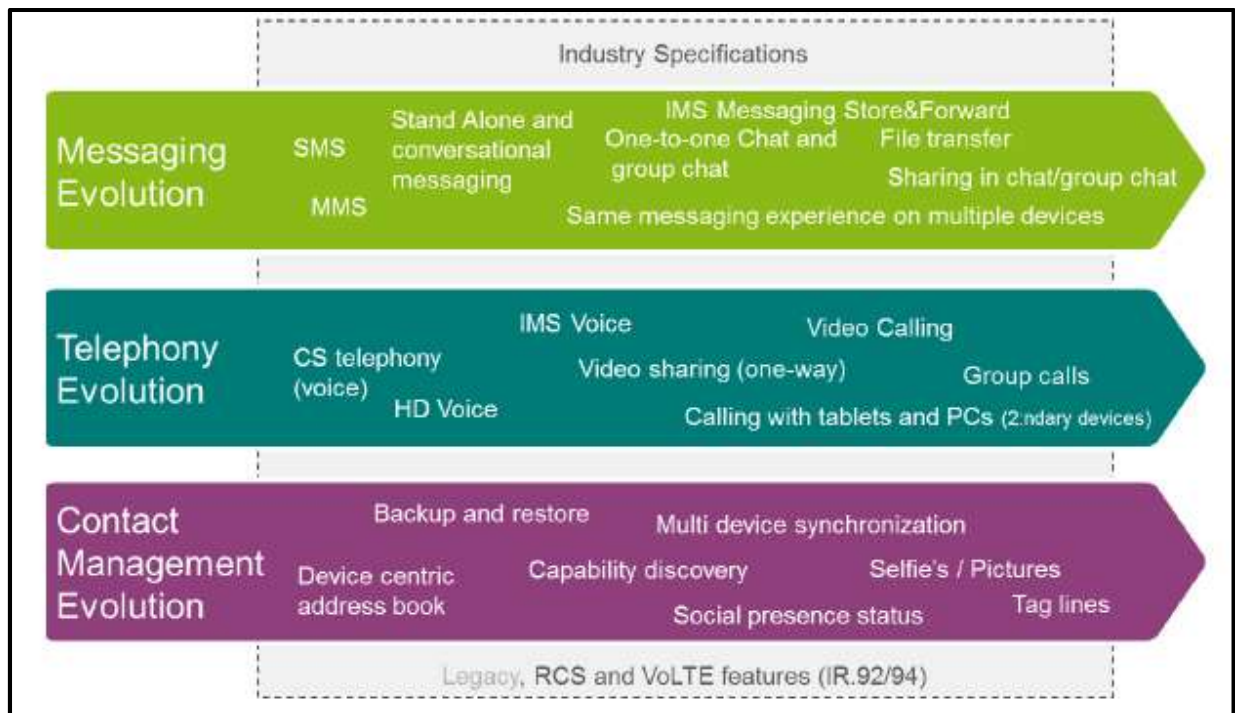 Industry Specifications
Messaging
Evolution
SMS
MMS
Stand Alone and
conversational
messaging
IMS Messaging Store&Forward
One-to-one Chat and
group chat
File transfer
Sharing in chat/group chat
Same messaging experience on multiple devices
Telephony
Evolution
CS telephony
(voice)
HD Voice
IMS Voice
Video sharing (one-way)
Video Calling
Group calls
Calling with tablets and PCs (2.ndary devices)
Contact
Management
Evolution
Backup and restore
Device centric
address book
Multi device synchronization
Capability discovery
Selfie's / Pictures
Social presence status
Tag lines
Legacy, RCS and VoLTE features (IR.92/94)